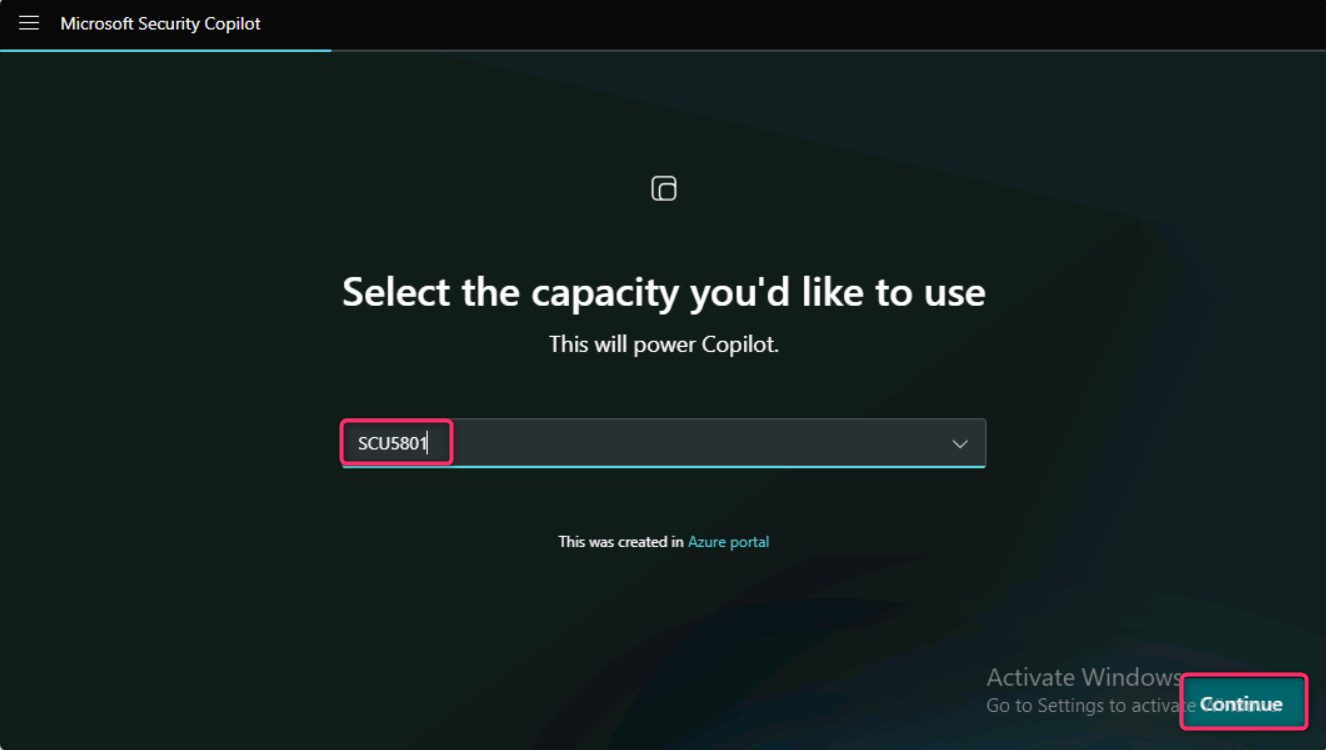 Microsoft Security Copilot
Select the capacity you'd like to use
This will power Copilot.
SCU5801
This was created in Azure portal
Activate Windows
Go to Settings to activate
Continue